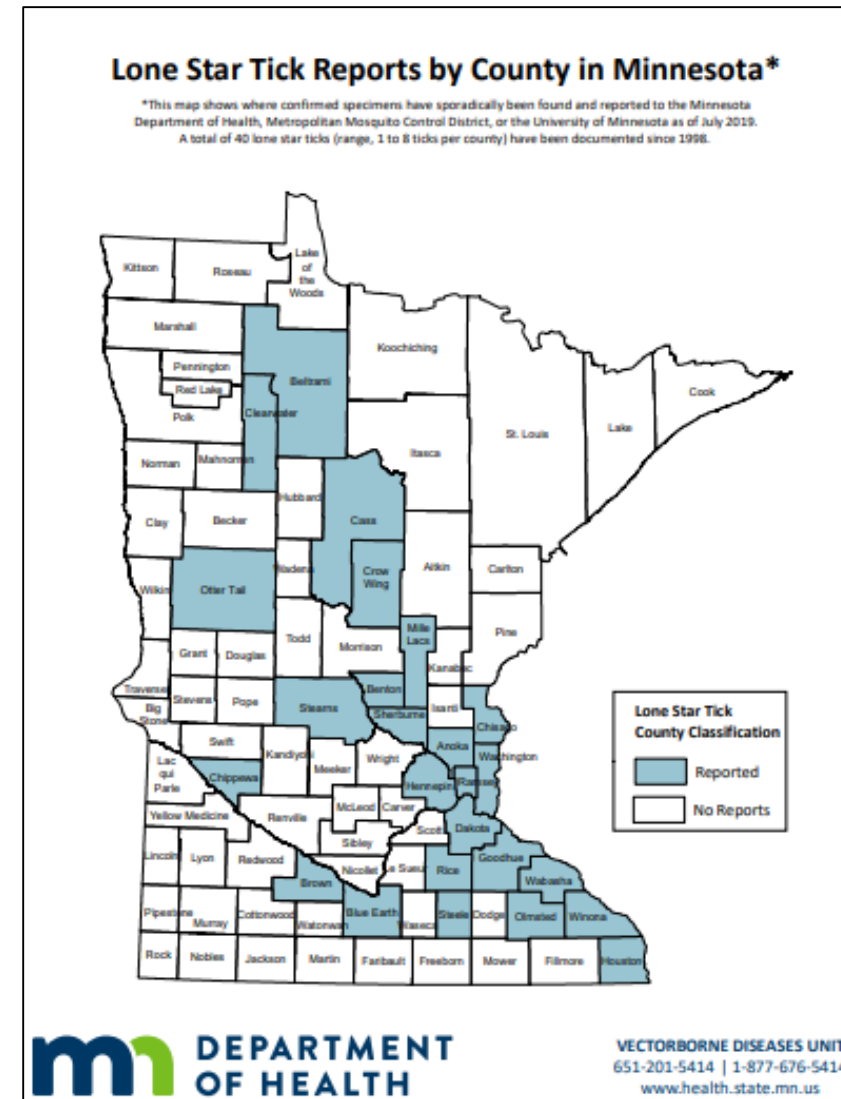 Lone Star Tick Reports by County in Minnesota*
*This map shows where confirmed specimens have sporadically been found and reported to the Minnesota
Department of Health, Metropolitan Mosquito Control District, or the University of Minnesota as of July 2019.
A total of 40 lone star ticks (range, 1 to 8 ticks per county) have been documented since 1998.
Kittson
Roseau
Lake
of
the
Woods
Marshall
Koochiching
Pennington
Red Lake
Beltrami
Polk
Clearwater
Cook
Lake
St. Louis
Itasca
Norman
Mahnomen
Hubbard
Cass
Clay
Becker
Aitkin
Carlton
Crow
Wing
Wadena
Otter Tail
Wilkin
Pine
Mille
Lacs
Todd
Morrison
Grant
Douglas
Kanabec
Traverse
Stevens
Pope
Benton
Big
Stone
Stearns
Isanti
Sherburne
Chisago
Swift
Anoka
Kandiyohi
Wright
Washington
Meeker
Lac
qui
Parle
Chippewa
Hennepin
Ramsey
McLeod
Carver
Yellow Medicine
Renville
Scott
Dakota
Sibley
Lincoln
Lyon
Redwood
Nicollet
Le Sueur
Rice
Goodhue
Wabasha
Brown
Pipestone
Murray
Cottonwood
Watonwan
Blue Earth
Waseca
Steele
Dodge
Olmsted
Winona
Rock
Nobles
Jackson
Martin
Faribault
Freeborn
Mower
Fillmore
Houston
Lone Star Tick
County Classification
Reported
No Reports
mn DEPARTMENT
OF HEALTH
VECTORBORNE DISEASES UNIT
651-201-5414 | 1-877-676-5414
www.health.state.mn.us